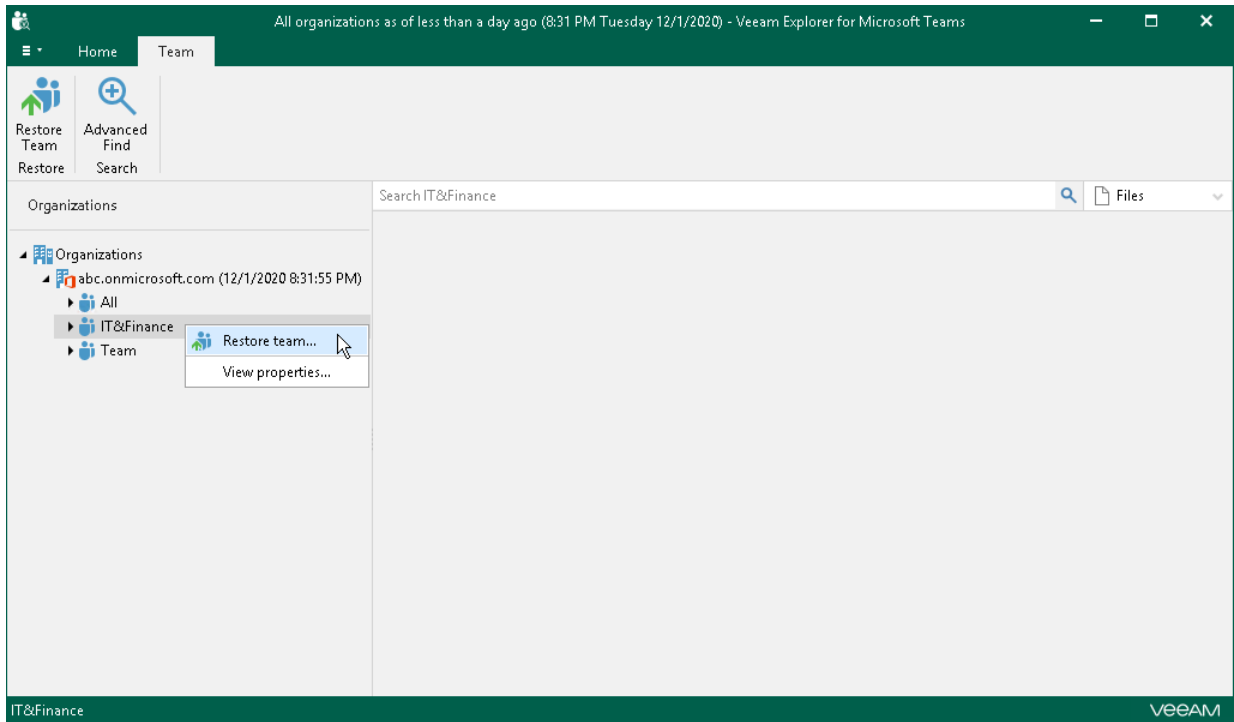 All organizations as of less than a day ago (8:31 PM Tuesday 12/1/2020) - Veeam Explorer for Microsoft Teams
Home Team
Restore Team
Advanced Find
Restore Search
Organizations
Search IT&Finance
Files
Organizations
abc.onmicrosoft.com (12/1/2020 8:31:55 PM)
All
IT&Finance
Restore team...
Team
View properties...
IT&Finance
VEEAM